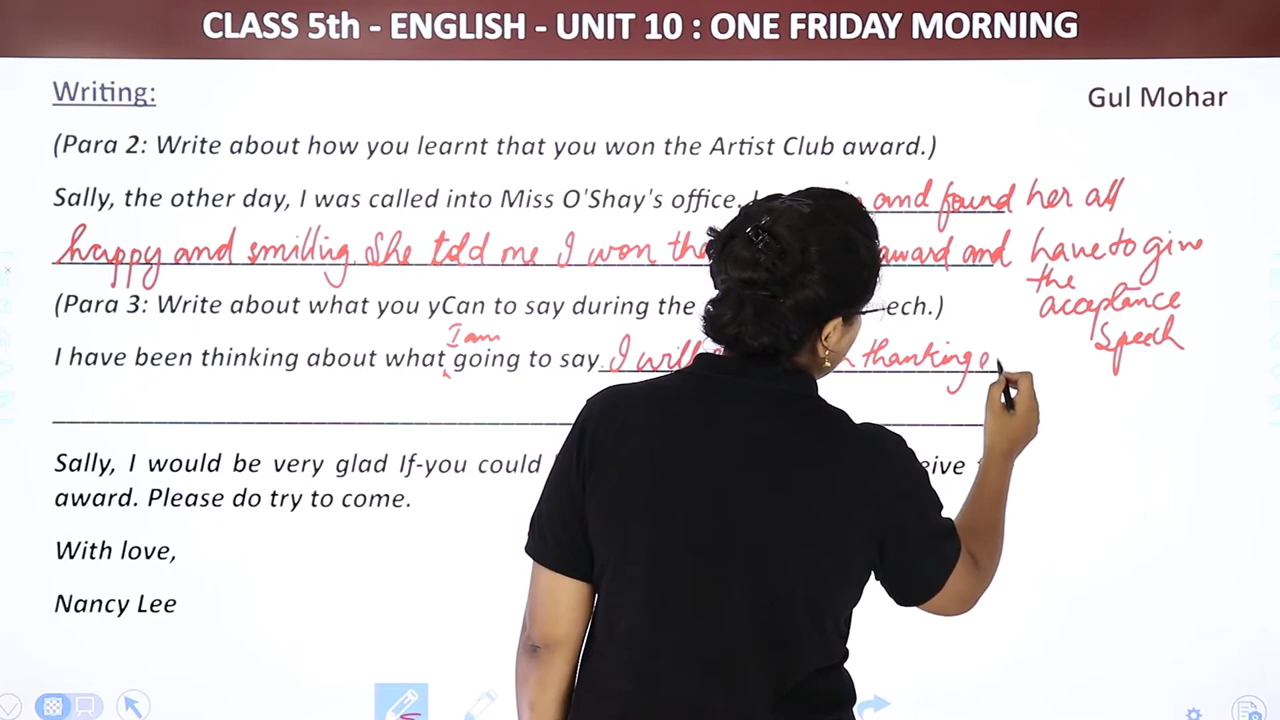 CLASS 5th - ENGLISH - UNIT 10 : ONE FRIDAY MORNING
Writing:
Gul Mohar
(Para 2: Write about how you learnt that you won the Artist Club award.)
Sally, the other day, I was called into Miss O'Shay's office. and found her all
happy and smilling. She told me I won the award and have to give
the
acceptance
speech
(Para 3: Write about what you yCan to say during the ech.)
I am
I have been thinking about what going to say. I will thanking
Sally, I would be very glad If-you could eive
award. Please do try to come.
With love,
Nancy Lee